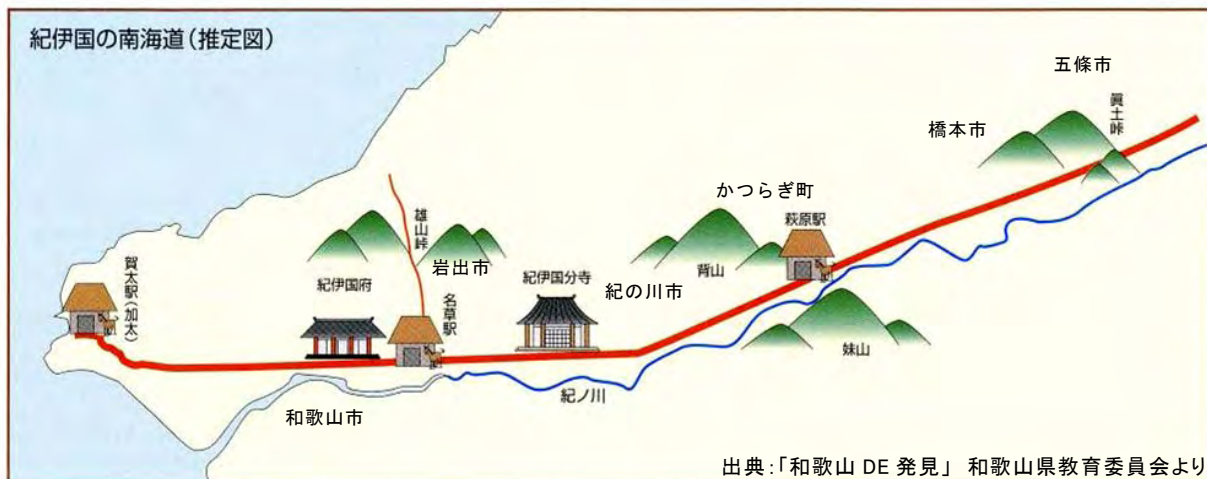 紀伊国の南海道(推定図)
五條市
眞土峠
橋本市
かつらぎ町
萩原駅
背山
雄山峠
岩出市
紀伊国分寺
紀の川市
賀太駅(加太)
紀伊国府
名草駅
妹山
紀ノ川
和歌山市
出典:「和歌山 DE 発見」 和歌山県教育委員会より